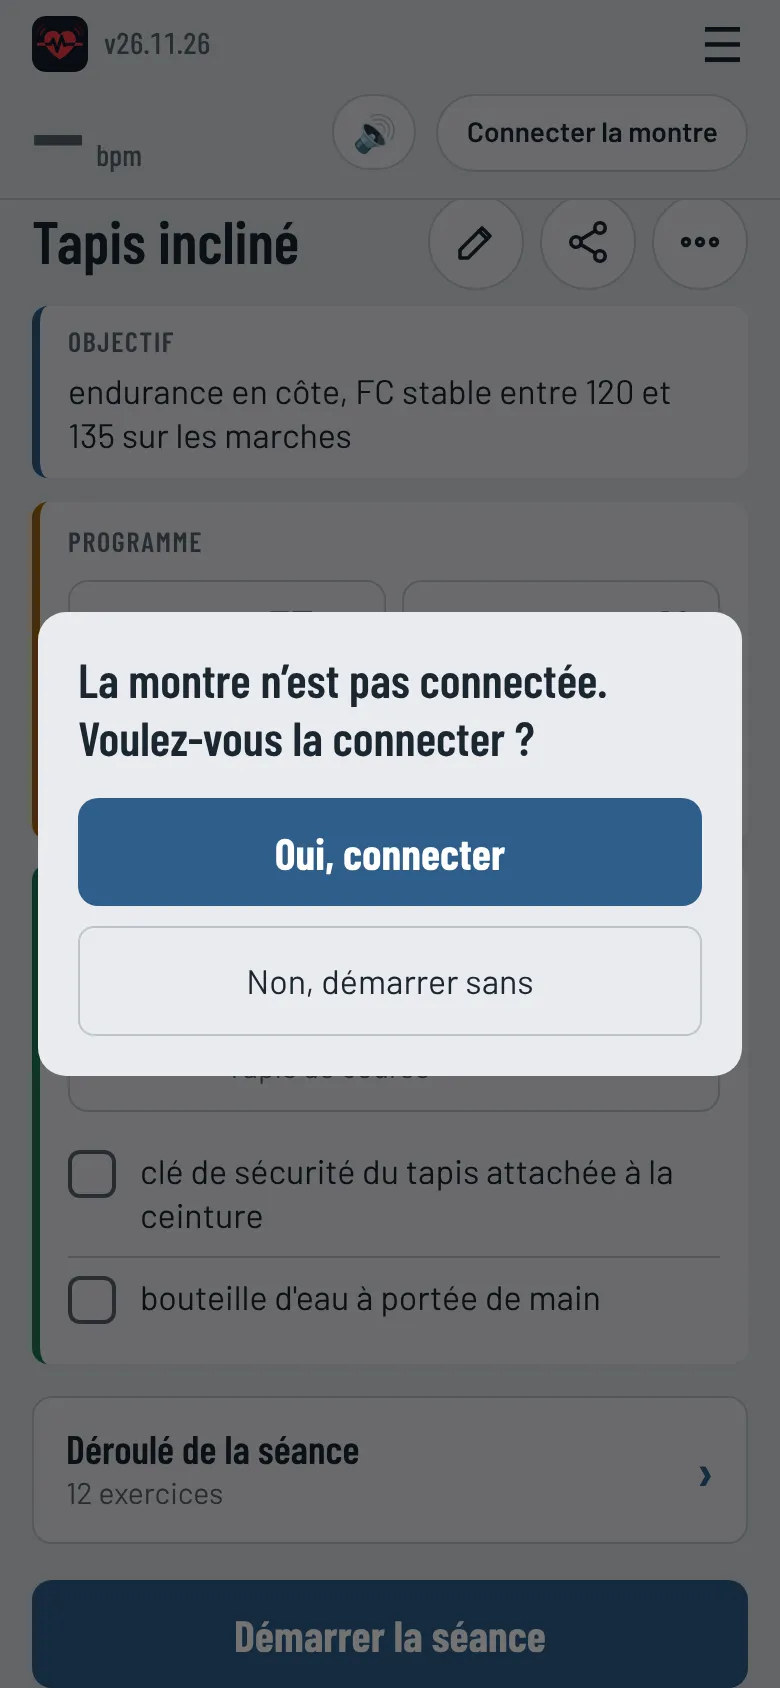 v26.11.26
bpm
Connecter la montre
Tapis incliné
OBJECTIF
endurance en côte, FC stable entre 120 et
135 sur les marches
PROGRAMME
La montre n’est pas connectée.
Voulez-vous la connecter ?
Oui, connecter
Non, démarrer sans
clé de sécurité du tapis attachée à la
ceinture
bouteille d'eau à portée de main
Déroulé de la séance
12 exercices
Démarrer la séance